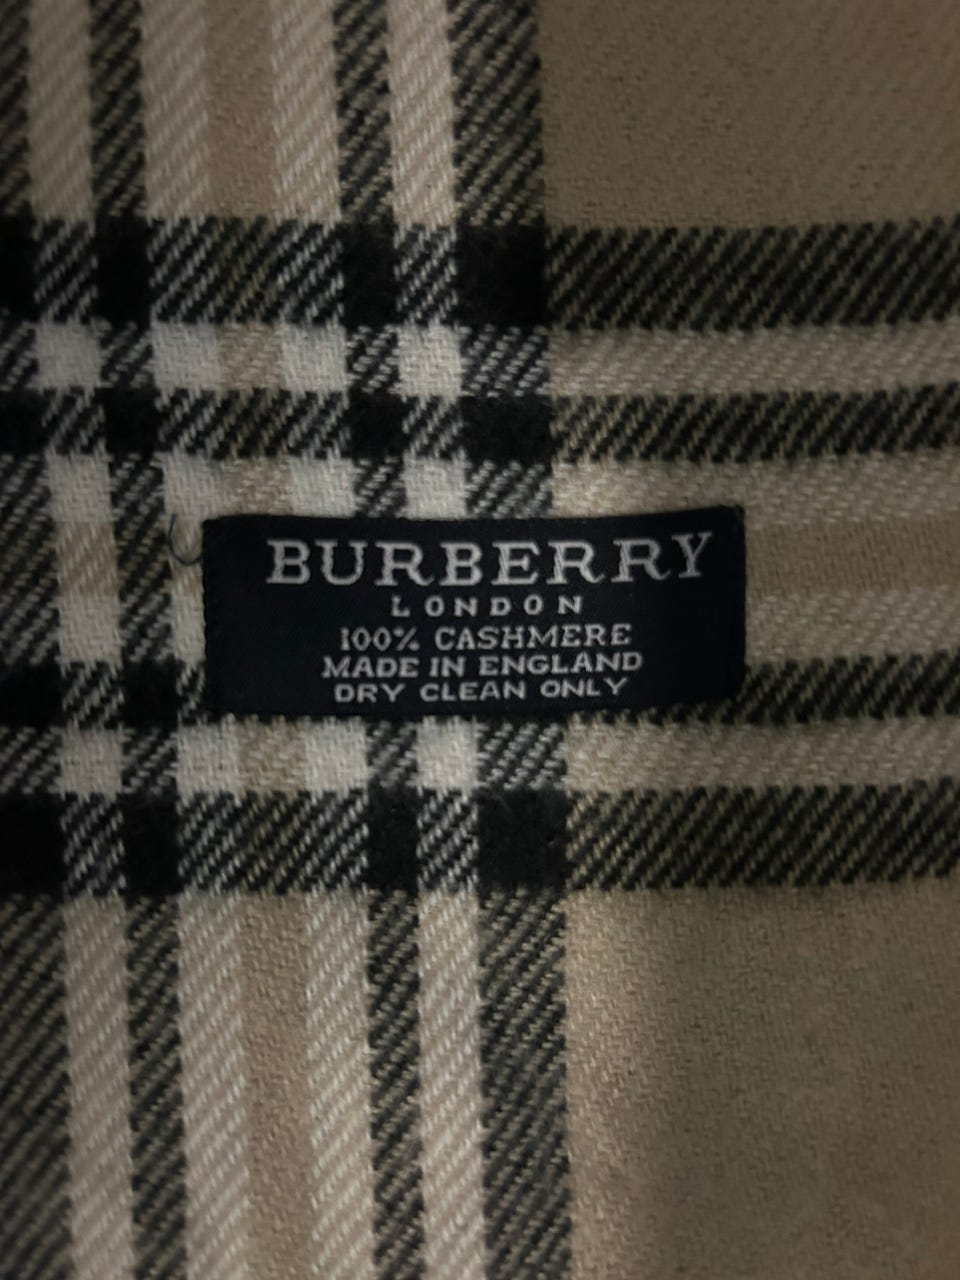 BURBERRY
LONDON
100% CASHMERE
MADE IN ENGLAND
DRY CLEAN ONLY